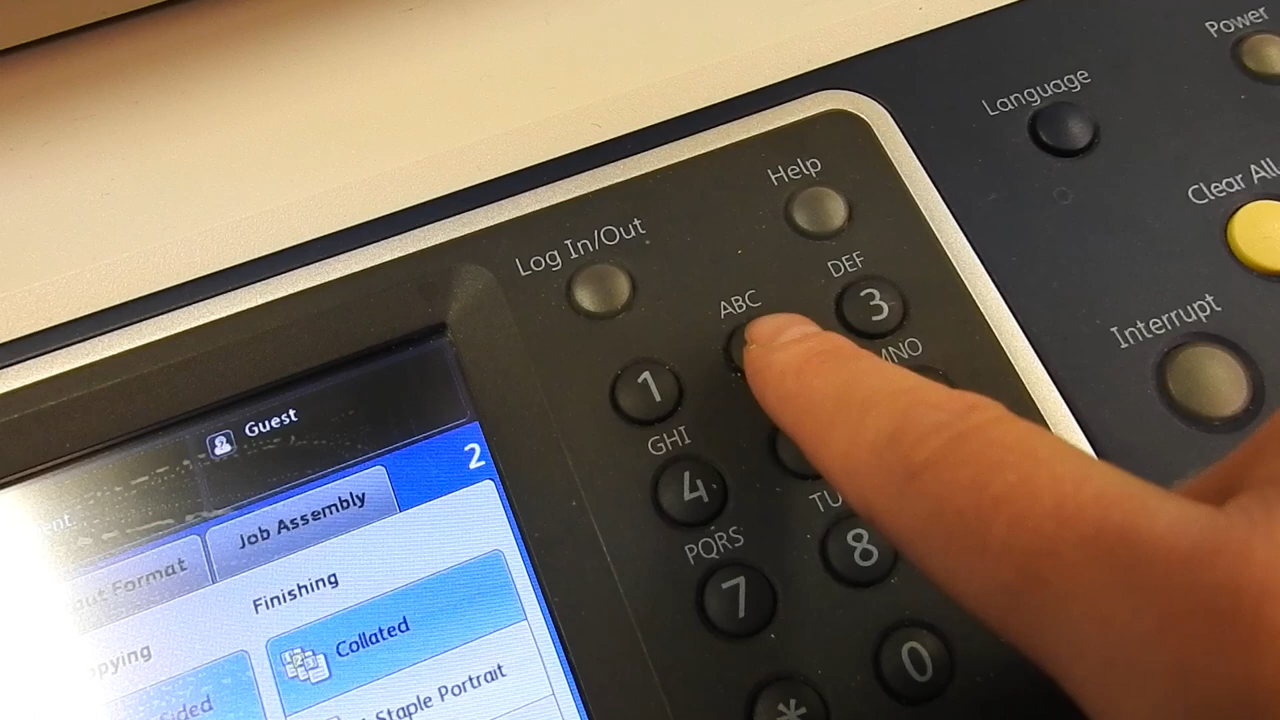 Power
Language
Clear All
Help
Log In/Out
DEF
3
ABC
Interrupt
MNO
1
Guest
2
GHI
4
Job Assembly
PQRS
8
7
Finishing
Collated
Staple Portrait
0
*